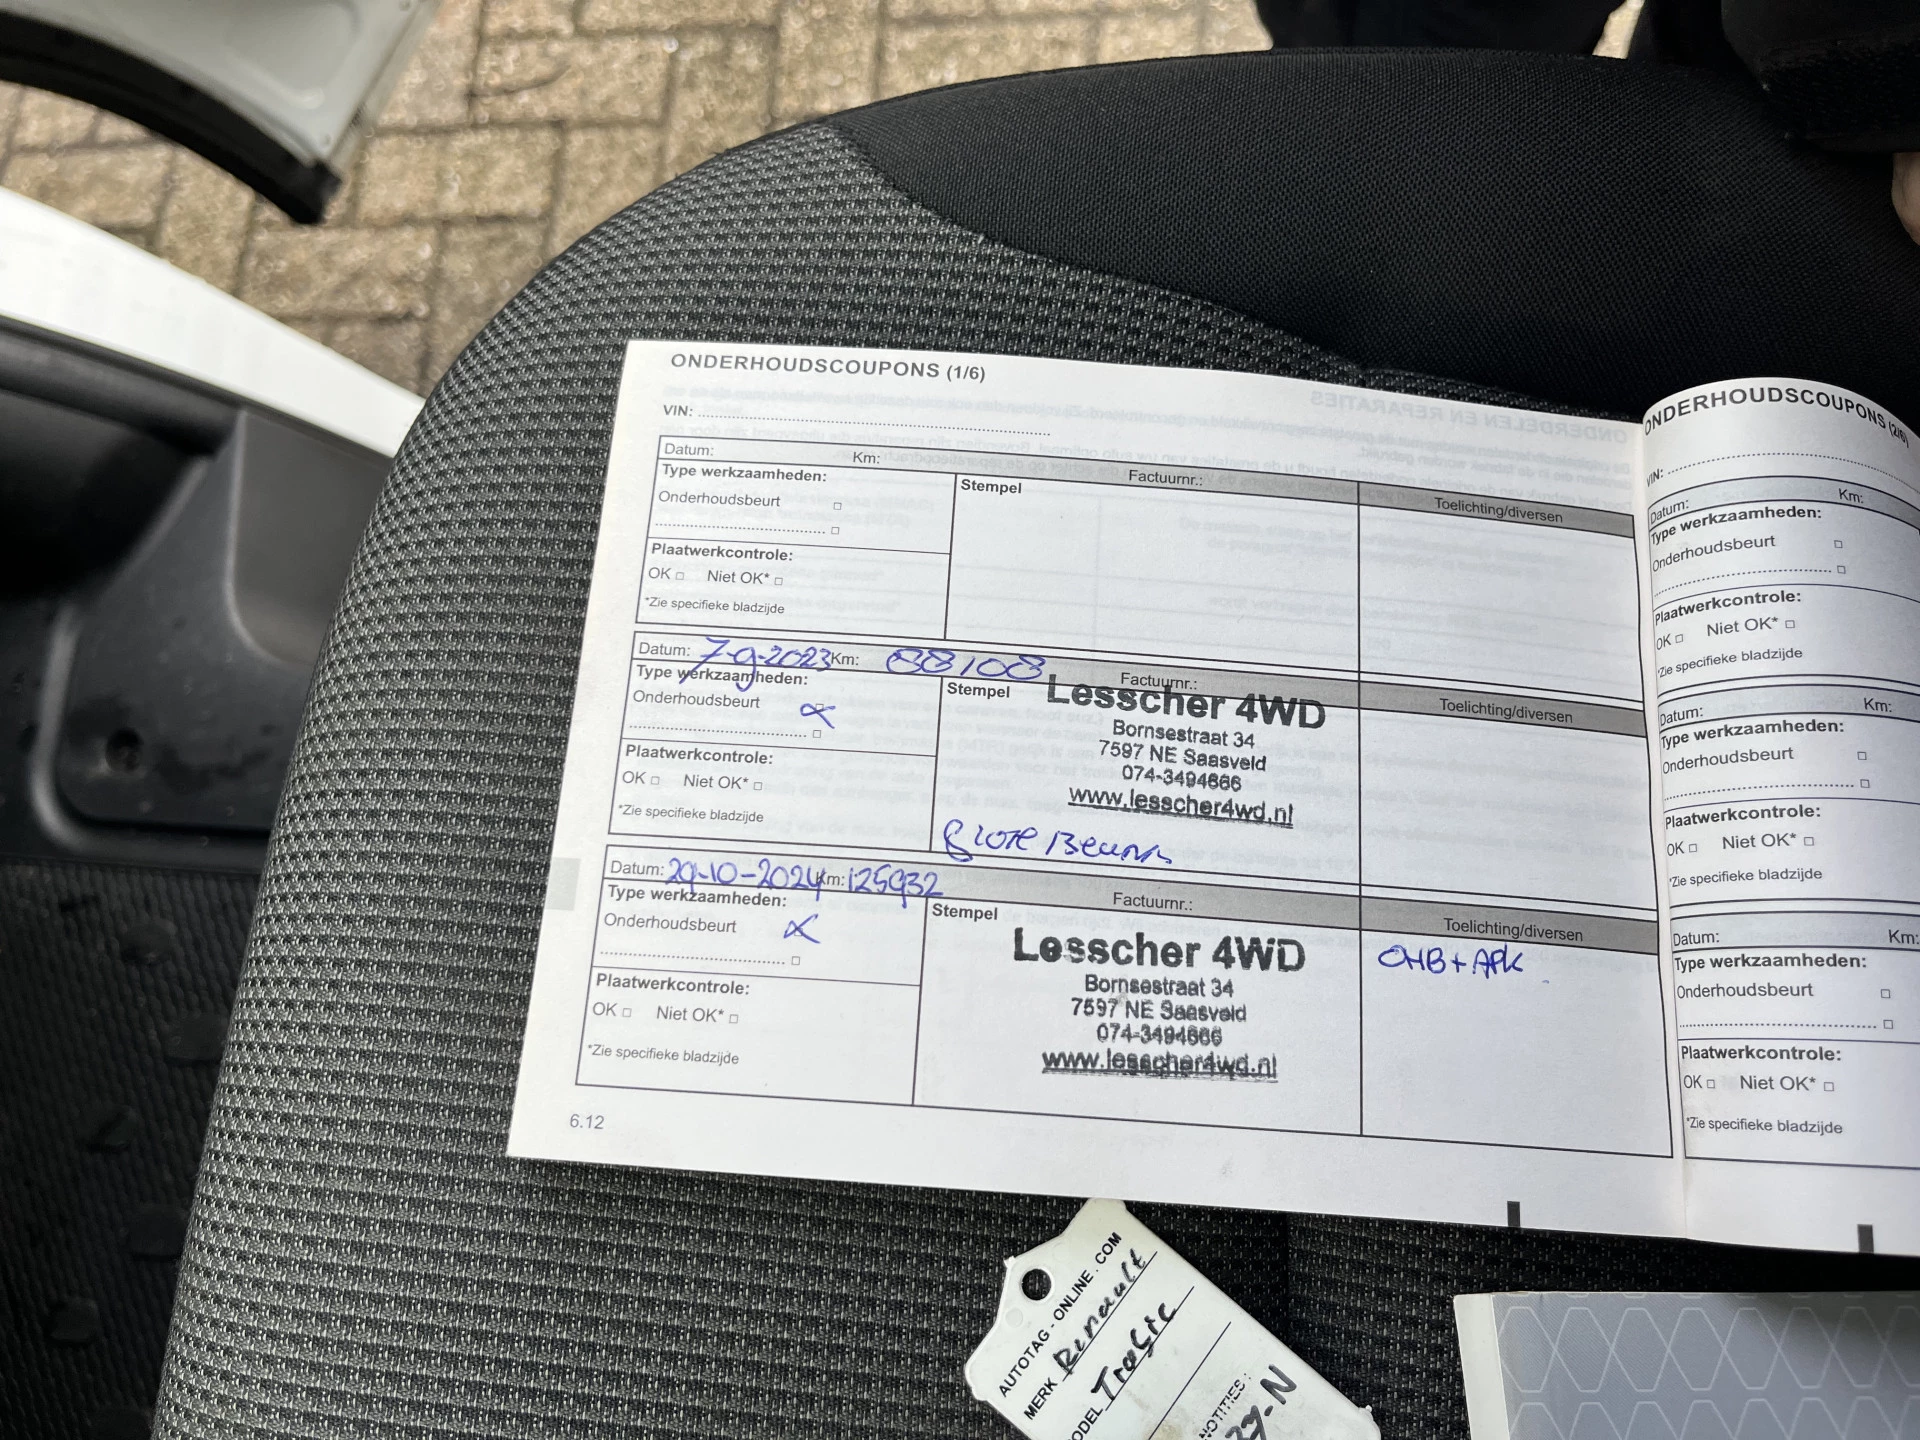 ONDERHOUDSCOUPONS (1/6)
VIN:
Datum: Km: Factuurnr.:
Type werkzaamheden: Stempel Toelichting/diversen
Onderhoudsbeurt
Plaatwerkcontrole:
OK Niet OK*
*Zie specifieke bladzijde
Datum: 7-9-2023 Km: 88108 Factuurnr.:
Type werkzaamheden: Stempel Toelichting/diversen
Onderhoudsbeurt
Lesscher 4WD
Bornsestraat 34
7597 NE Saasveld
074-3494666
www.lesscher4wd.nl
Plaatwerkcontrole:
OK Niet OK*
*Zie specifieke bladzijde
Grote Beurt
Datum: 29-10-2024 Km: 125932 Factuurnr.:
Type werkzaamheden: Stempel Toelichting/diversen
Onderhoudsbeurt
Lesscher 4WD
Bornsestraat 34
7597 NE Saasveld
074-3494666
www.lesscher4wd.nl
OHB + APK
Plaatwerkcontrole:
OK Niet OK*
*Zie specifieke bladzijde
6.12
ONDERHOUDSCOUPONS (2/6)
VIN:
Datum: Km:
Type werkzaamheden:
Onderhoudsbeurt
Plaatwerkcontrole:
OK Niet OK*
*Zie specifieke bladzijde
Datum: Km:
Type werkzaamheden:
Onderhoudsbeurt
Plaatwerkcontrole:
OK Niet OK*
*Zie specifieke bladzijde
Datum: Km:
Type werkzaamheden:
Onderhoudsbeurt
Plaatwerkcontrole:
OK Niet OK*
*Zie specifieke bladzijde
AUTOTAG-ONLINE.COM
MERK Renault
ODEL Trafic
NOTITIES: